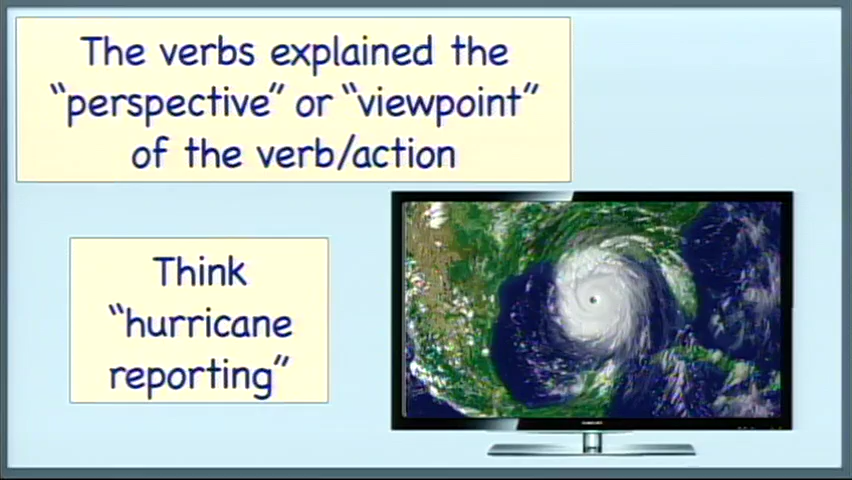 The verbs explained the
“perspective” or “viewpoint”
of the verb/action
Think
“hurricane
reporting”